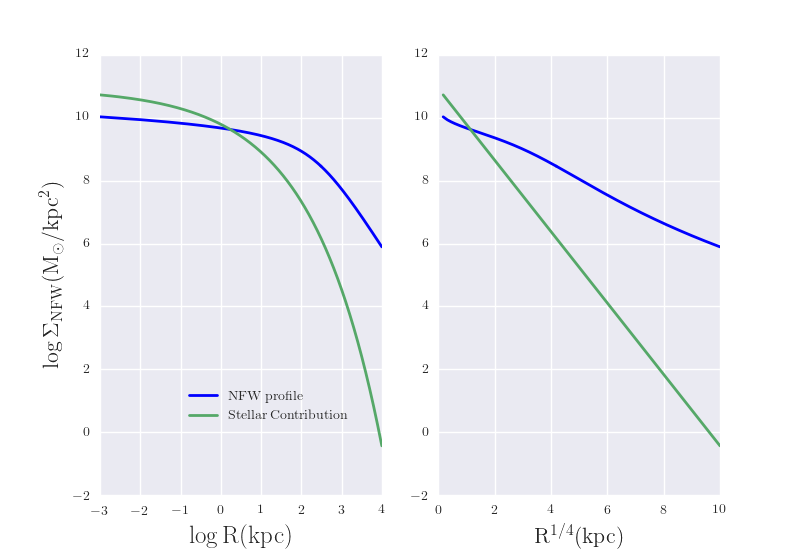 12
10
8
6
4
2
0
−2
log Σ_NFW(M_⊙/kpc²)
NFW profile
Stellar Contribution
−3 −2 −1 0 1 2 3 4
log R(kpc)
12
10
8
6
4
2
0
−2
0 2 4 6 8 10
R^{1/4}(kpc)